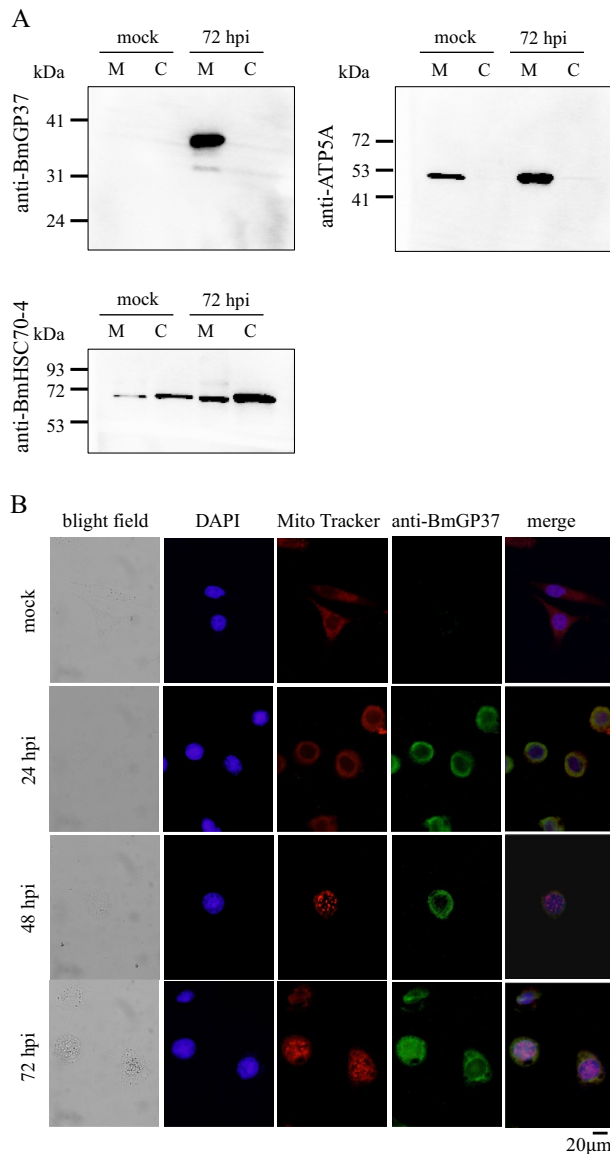 A
mock 72 hpi
kDa M C M C
anti-BmGP37
41
31
24
mock 72 hpi
M C M C
kDa
anti-ATP5A
72
53
41
mock 72 hpi
kDa M C M C
anti-BmHSC70-4
93
72
53
B
blight field DAPI Mito Tracker anti-BmGP37 merge
mock
24 hpi
48 hpi
72 hpi
20μm